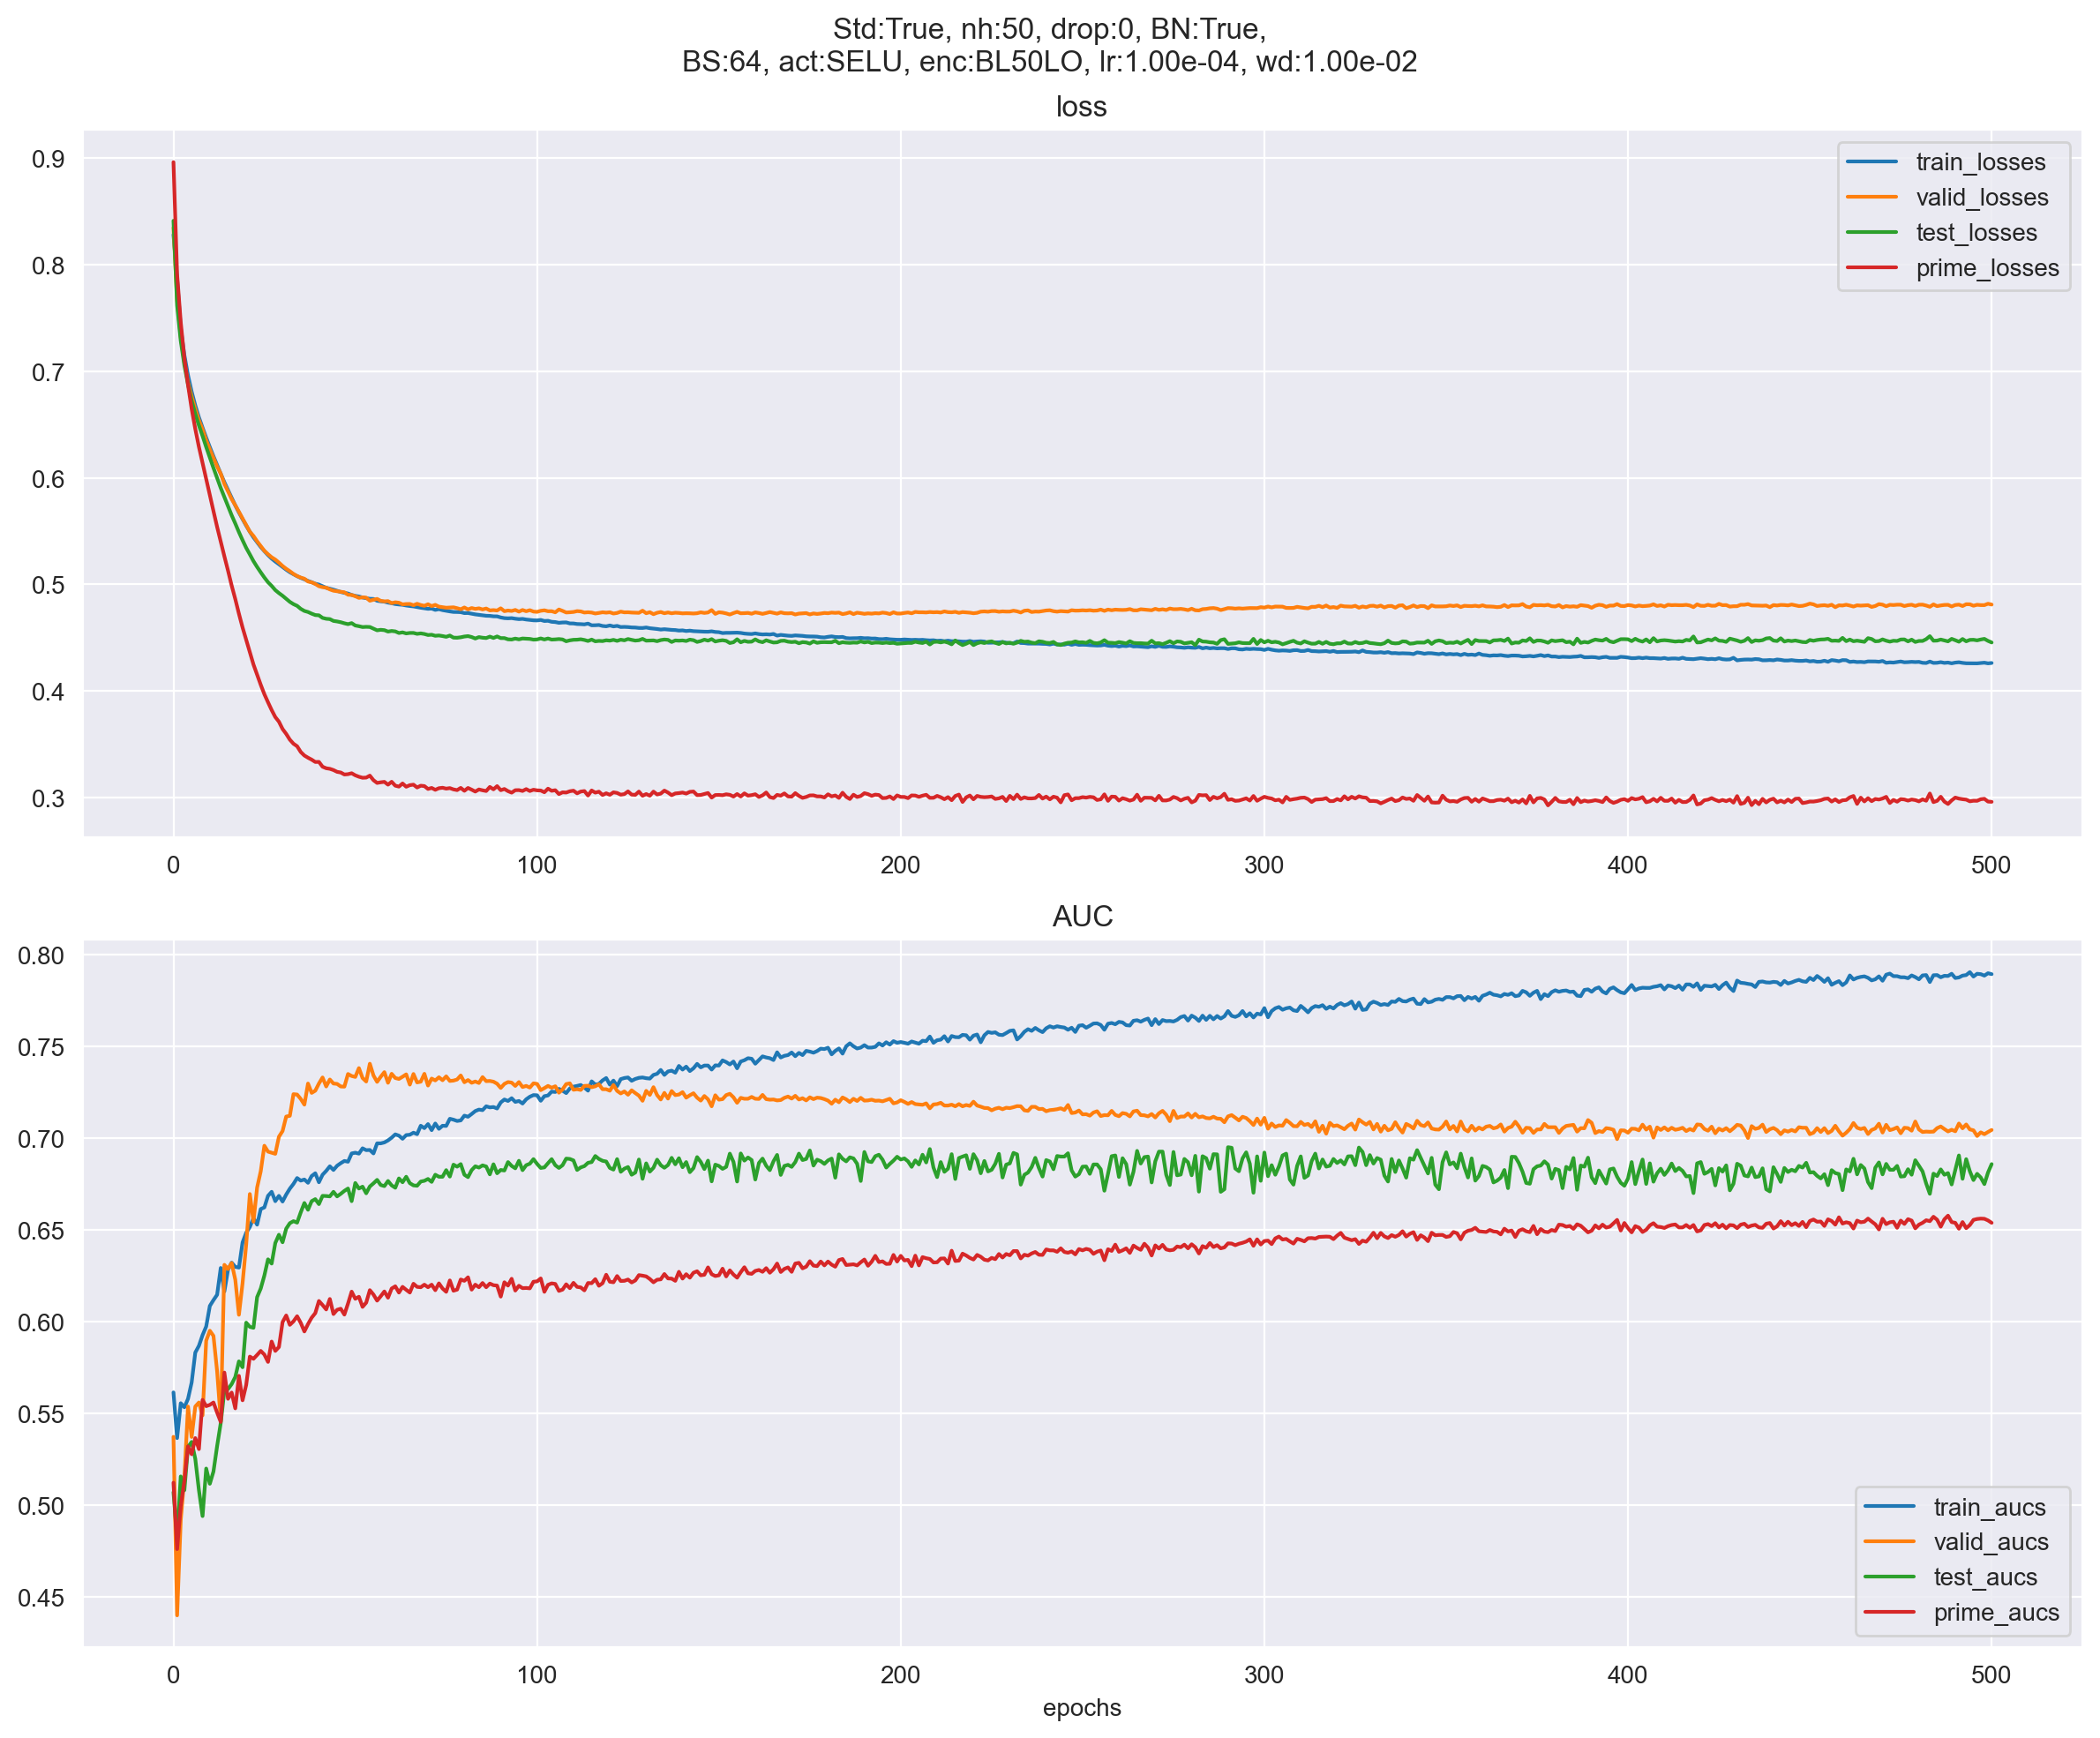 Std:True, nh:50, drop:0, BN:True,
BS:64, act:SELU, enc:BL50LO, lr:1.00e-04, wd:1.00e-02
loss
0.9
0.8
0.7
0.6
0.5
0.4
0.3
train_losses
valid_losses
test_losses
prime_losses
0 100 200 300 400 500
AUC
0.80
0.75
0.70
0.65
0.60
0.55
0.50
0.45
train_aucs
valid_aucs
test_aucs
prime_aucs
0 100 200 300 400 500
epochs